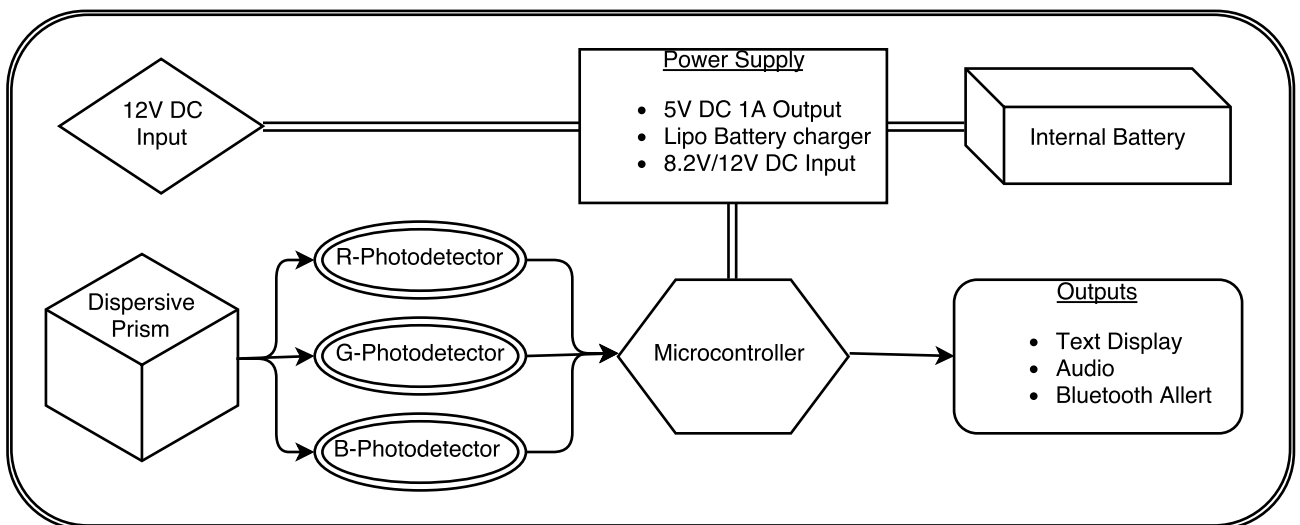 12V DC
Input
Power Supply
• 5V DC 1A Output
• Lipo Battery charger
• 8.2V/12V DC Input
Internal Battery
Dispersive
Prism
R-Photodetector
G-Photodetector
B-Photodetector
Microcontroller
Outputs
• Text Display
• Audio
• Bluetooth Allert